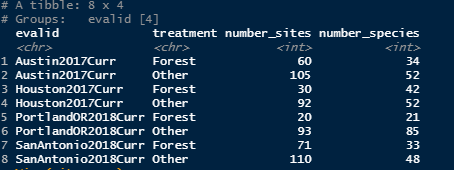 # A tibble: 8 x 4
# Groups: evalid [4]
evalid treatment number_sites number_species
<chr> <chr> <int> <int>
1 Austin2017Curr Forest 60 34
2 Austin2017Curr Other 105 52
3 Houston2017Curr Forest 30 42
4 Houston2017Curr Other 92 52
5 PortlandOR2018Curr Forest 20 21
6 PortlandOR2018Curr Other 93 85
7 SanAntonio2018Curr Forest 71 33
8 SanAntonio2018Curr Other 110 48